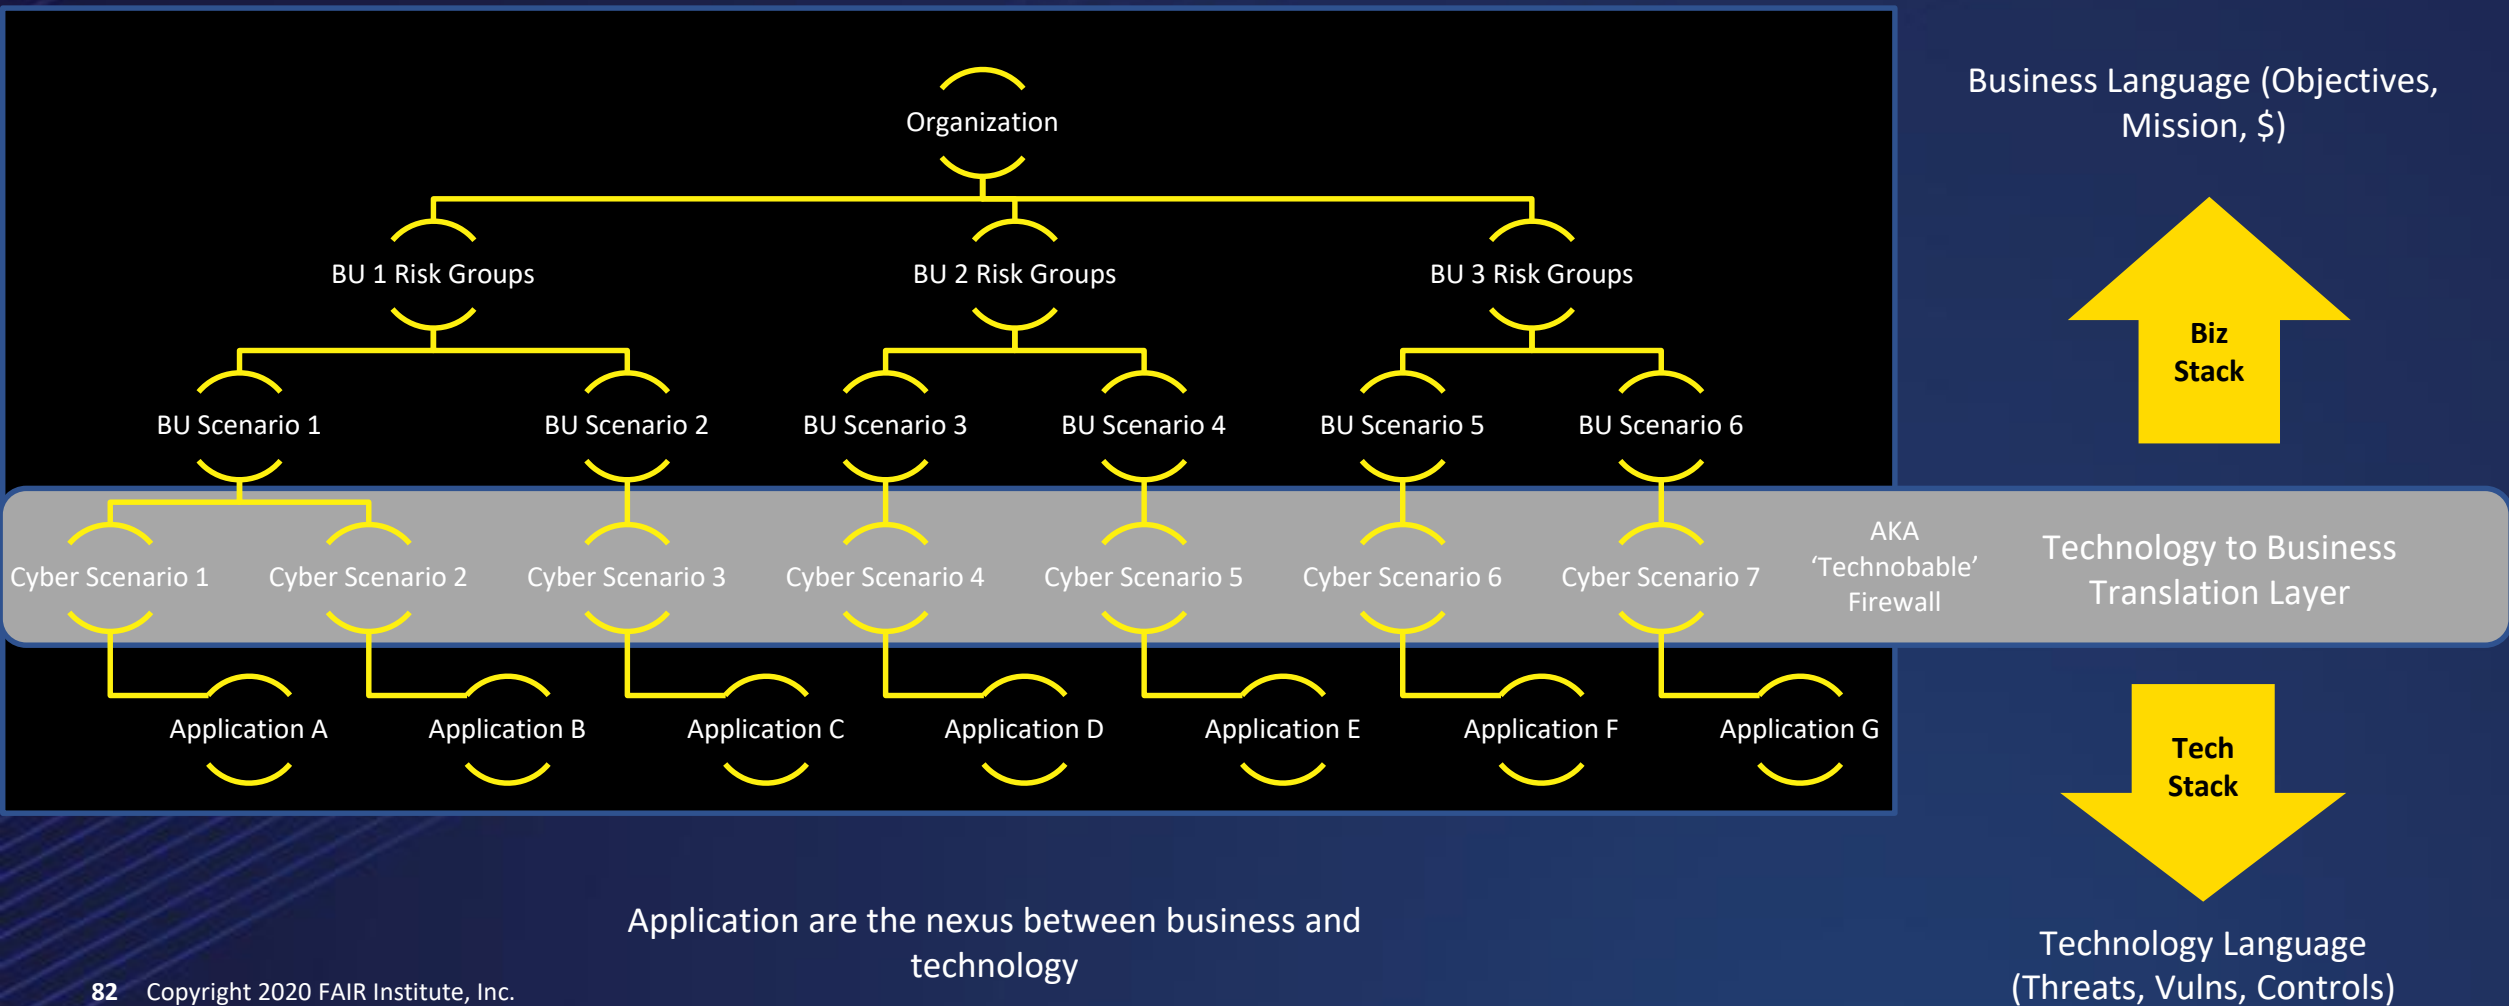 Organization
Business Language (Objectives,
Mission, $)
BU 1 Risk Groups
BU 2 Risk Groups
BU 3 Risk Groups
Biz
Stack
BU Scenario 1
BU Scenario 2
BU Scenario 3
BU Scenario 4
BU Scenario 5
BU Scenario 6
Cyber Scenario 1
Cyber Scenario 2
Cyber Scenario 3
Cyber Scenario 4
Cyber Scenario 5
Cyber Scenario 6
Cyber Scenario 7
AKA
‘Technobable’
Firewall
Technology to Business
Translation Layer
Application A
Application B
Application C
Application D
Application E
Application F
Application G
Tech
Stack
Application are the nexus between business and
technology
Technology Language
(Threats, Vulns, Controls)
82 Copyright 2020 FAIR Institute, Inc.